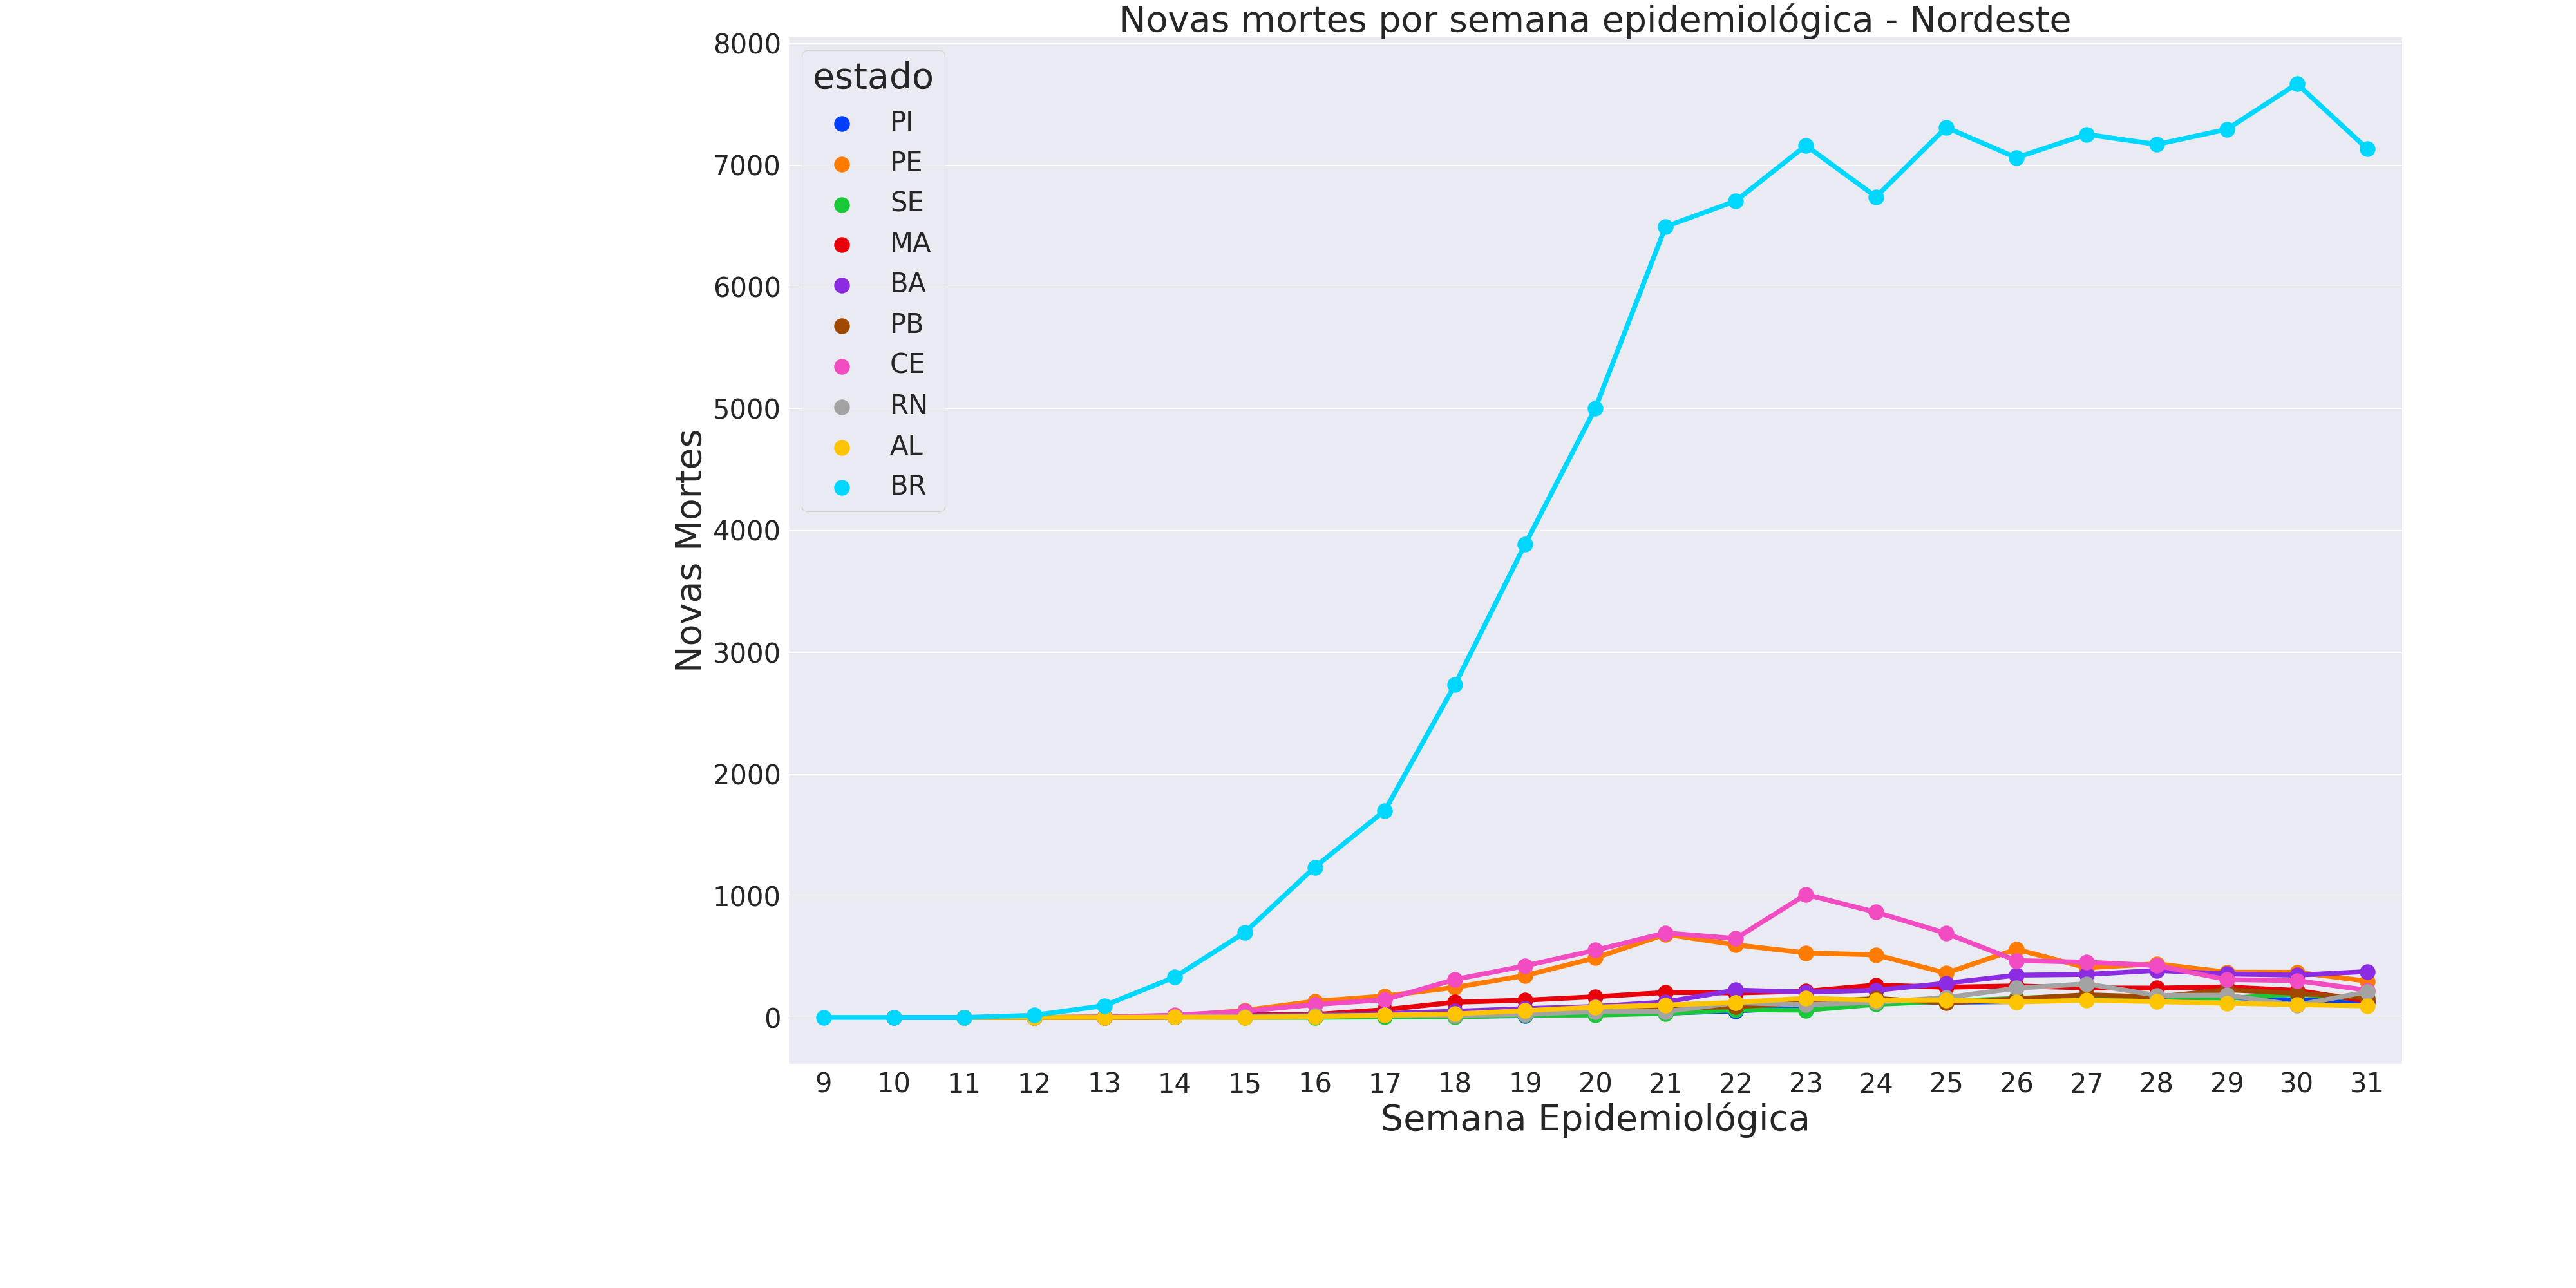 Novas mortes por semana epidemiológica - Nordeste
8000
7000
6000
5000
4000
3000
2000
1000
0
Novas Mortes
estado
PI
PE
SE
MA
BA
PB
CE
RN
AL
BR
9 10 11 12 13 14 15 16 17 18 19 20 21 22 23 24 25 26 27 28 29 30 31
Semana Epidemiológica